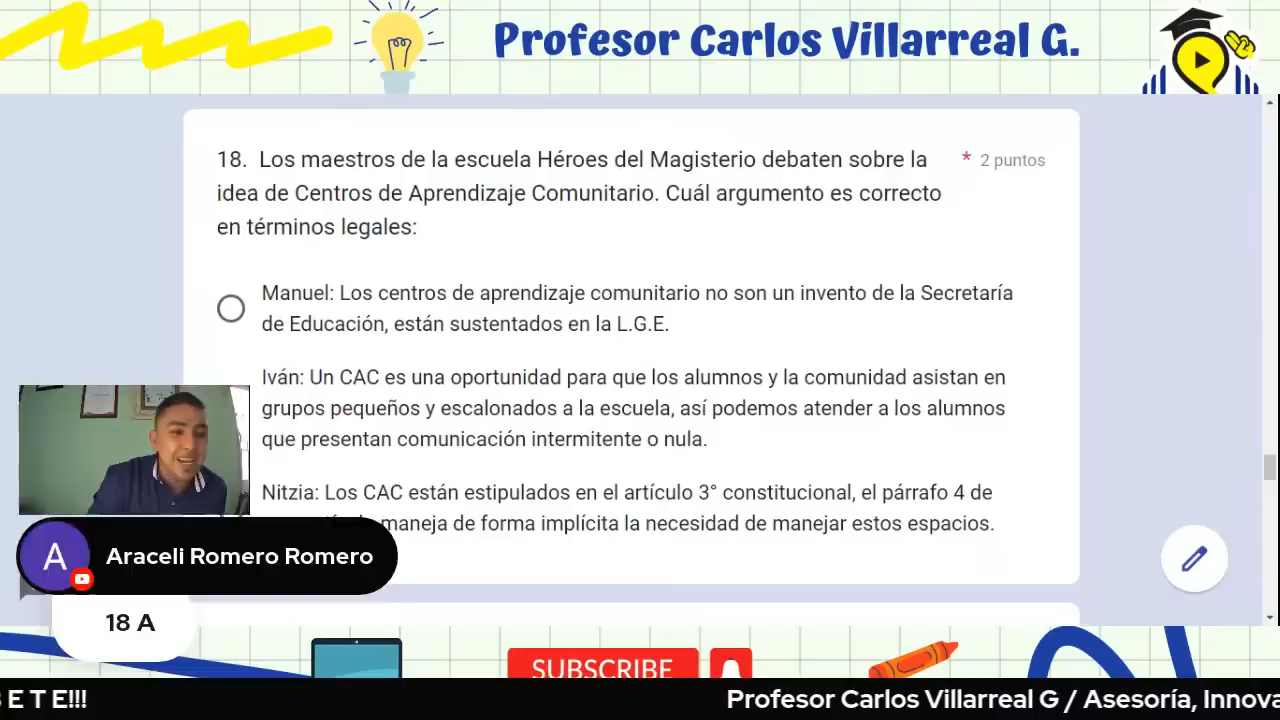 Profesor Carlos Villarreal G.
18. Los maestros de la escuela Héroes del Magisterio debaten sobre la * 2 puntos
idea de Centros de Aprendizaje Comunitario. Cuál argumento es correcto
en términos legales:
Manuel: Los centros de aprendizaje comunitario no son un invento de la Secretaría
de Educación, están sustentados en la L.G.E.
Iván: Un CAC es una oportunidad para que los alumnos y la comunidad asistan en
grupos pequeños y escalonados a la escuela, así podemos atender a los alumnos
que presentan comunicación intermitente o nula.
Nitzia: Los CAC están estipulados en el artículo 3° constitucional, el párrafo 4 de
maneja de forma implícita la necesidad de manejar estos espacios.
A
Araceli Romero Romero
18 A
SUBSCRIBE
B E T E!!!
Profesor Carlos Villarreal G / Asesoría, Innova